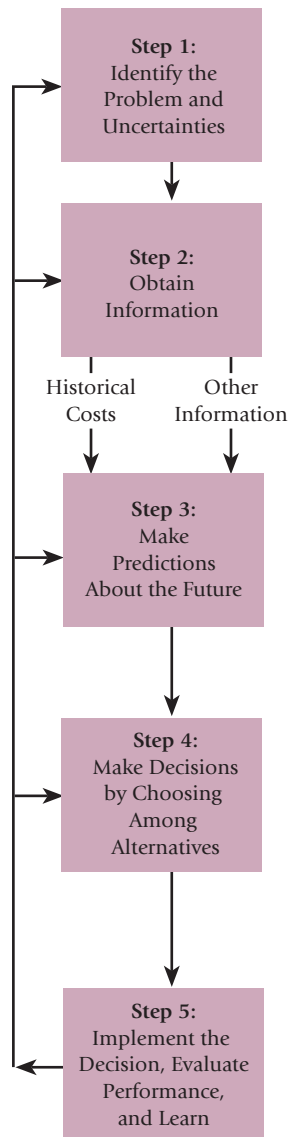 Step 1:
Identify the
Problem and
Uncertainties
Step 2:
Obtain
Information
Historical
Costs
Other
Information
Step 3:
Make
Predictions
About the Future
Step 4:
Make Decisions
by Choosing
Among
Alternatives
Step 5:
Implement the
Decision, Evaluate
Performance,
and Learn